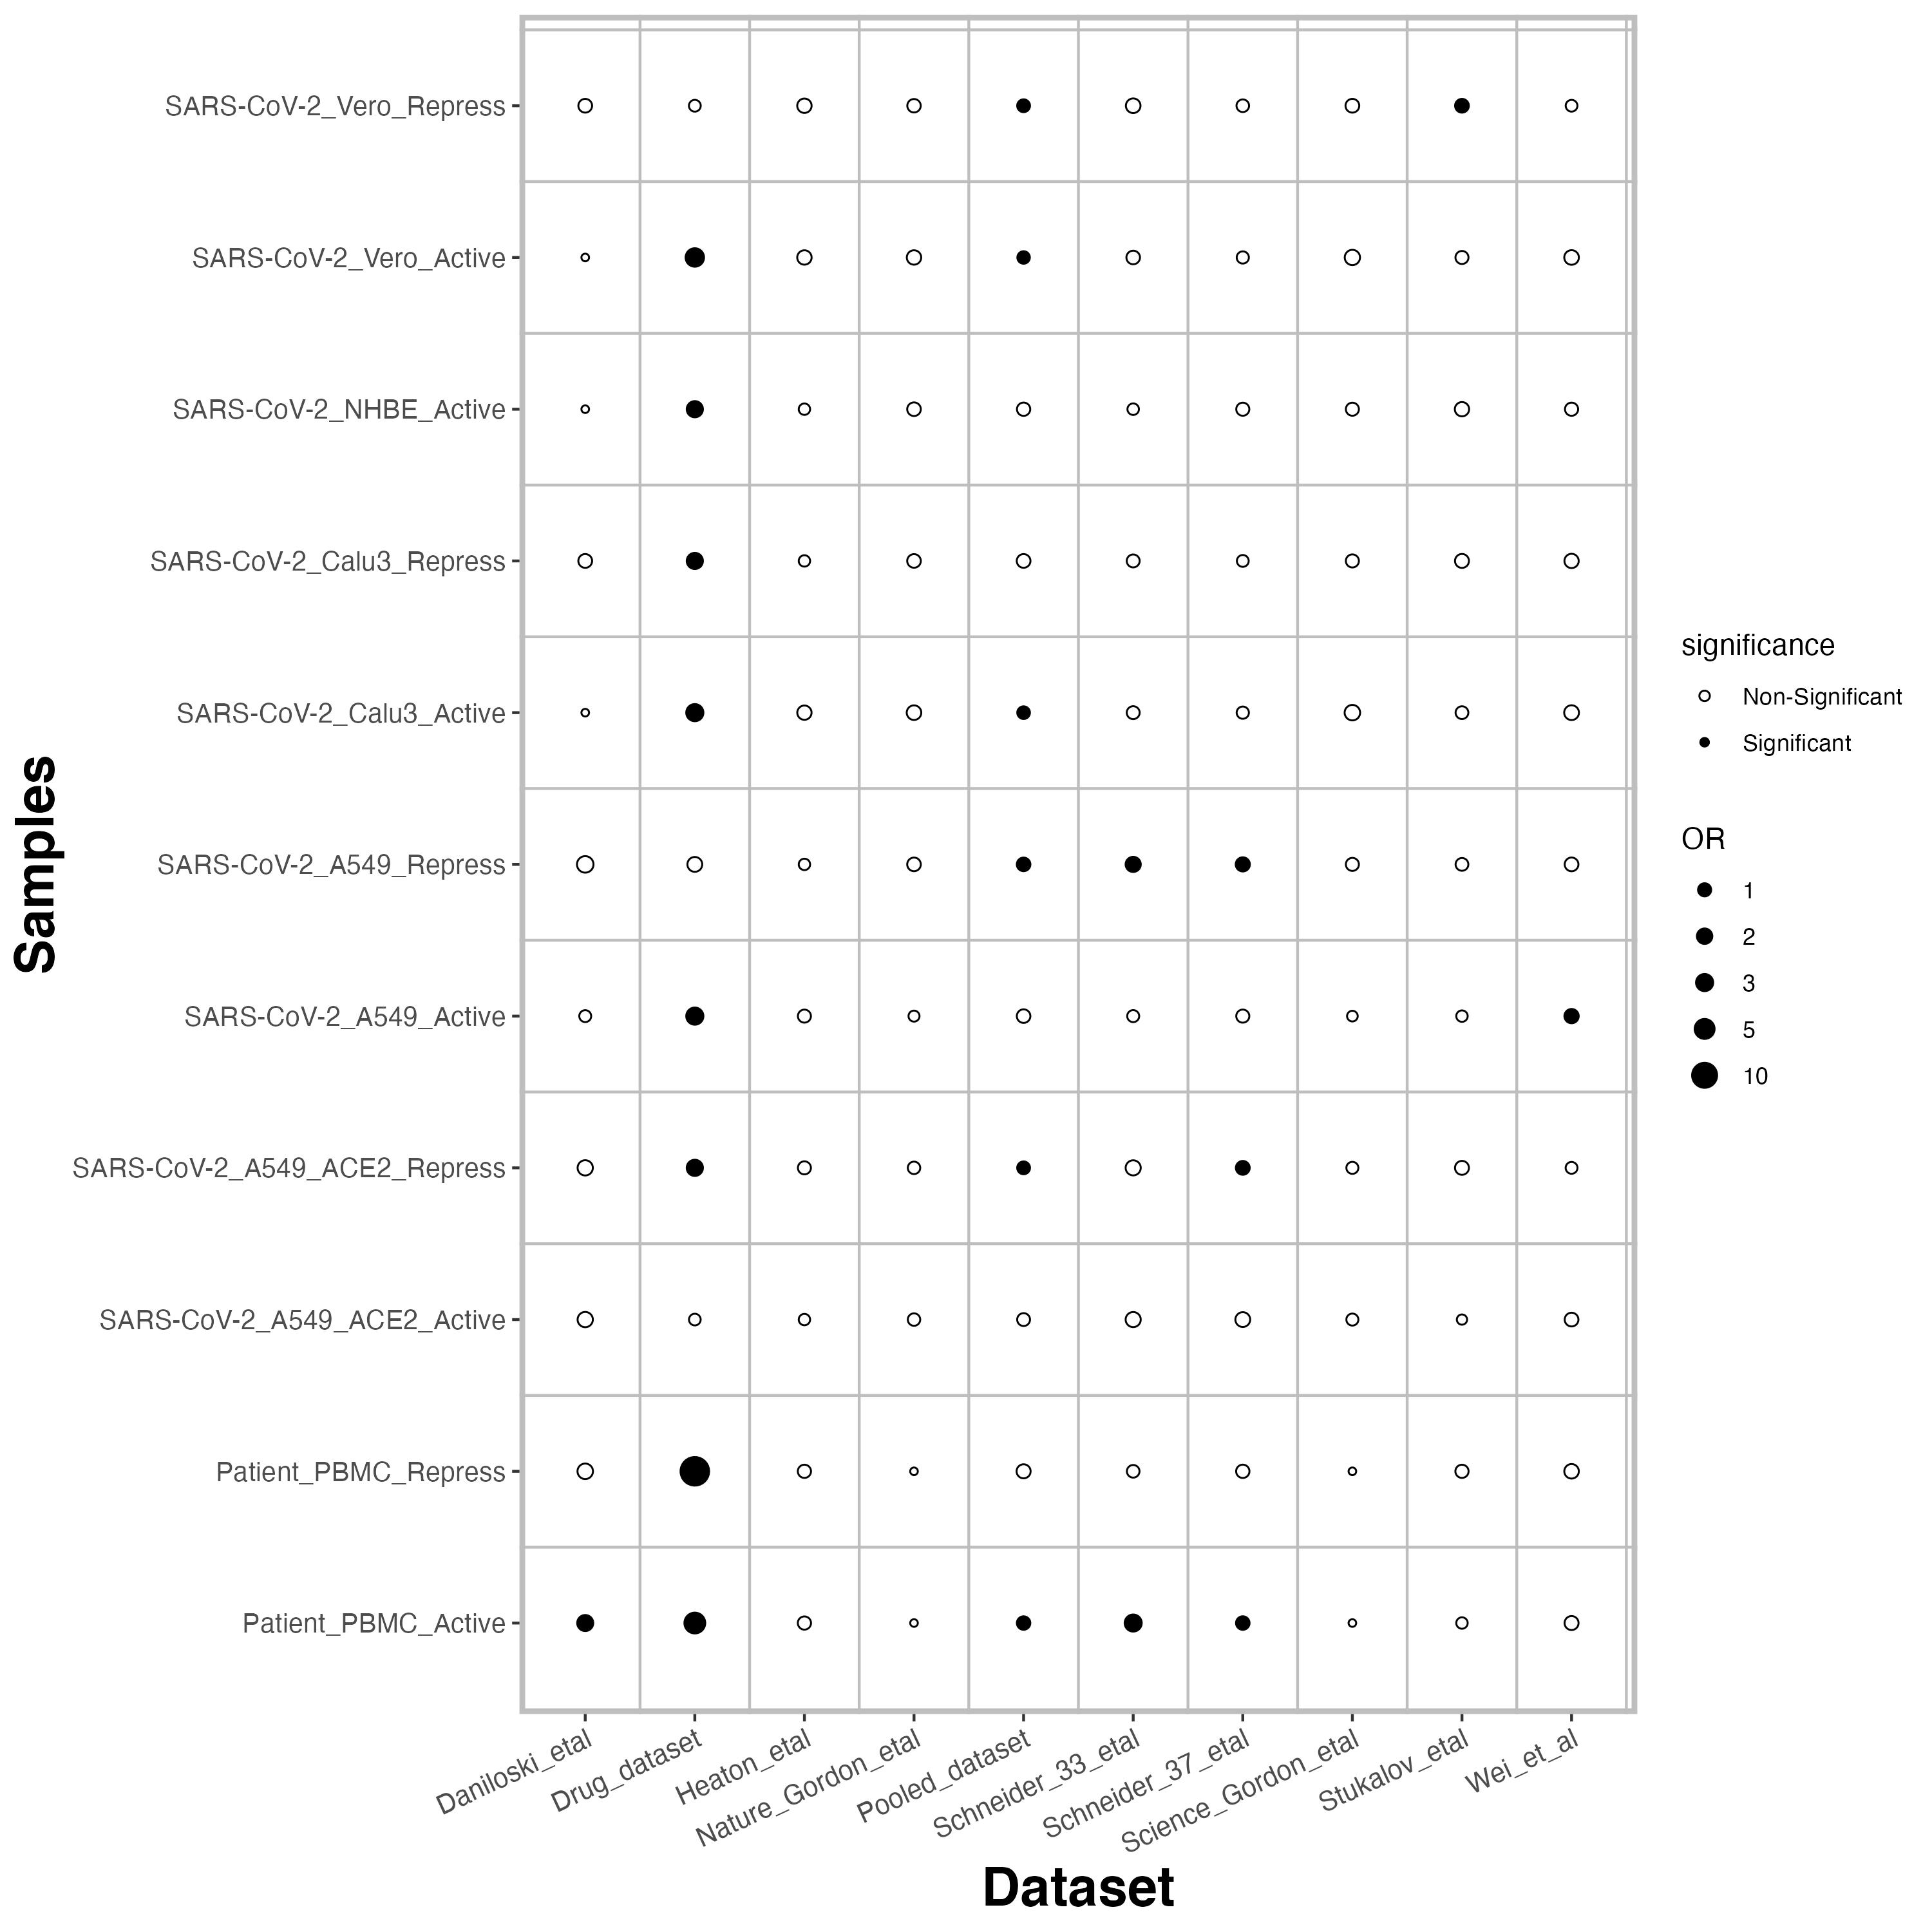 Samples
SARS-CoV-2_Vero_Repress
SARS-CoV-2_Vero_Active
SARS-CoV-2_NHBE_Active
SARS-CoV-2_Calu3_Repress
SARS-CoV-2_Calu3_Active
SARS-CoV-2_A549_Repress
SARS-CoV-2_A549_Active
SARS-CoV-2_A549_ACE2_Repress
SARS-CoV-2_A549_ACE2_Active
Patient_PBMC_Repress
Patient_PBMC_Active
Daniloski_etal
Drug_dataset
Heaton_etal
Nature_Gordon_etal
Pooled_dataset
Schneider_33_etal
Schneider_37_etal
Science_Gordon_etal
Stukalov_etal
Wei_et_al
Dataset
significance
Non-Significant
Significant
OR
1
2
3
5
10